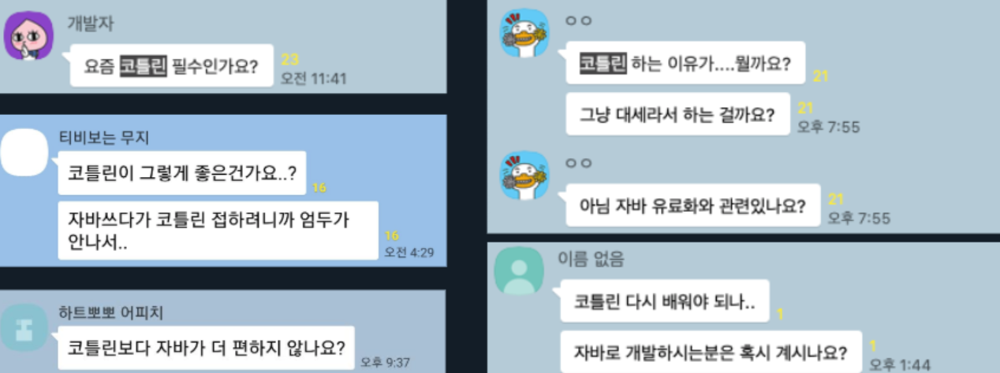 개발자
요즘 코틀린 필수인가요?
23
오전 11:41
티비보는 무지
코틀린이 그렇게 좋은건가요..?
16
자바쓰다가 코틀린 접하려니까 엄두가
안나서..
16
오전 4:29
하트뽀뽀 어피치
코틀린보다 자바가 더 편하지 않나요?
오후 9:37
ㅇㅇ
코틀린 하는 이유가....뭘까요?
21
그냥 대세라서 하는 걸까요?
21
오후 7:55
ㅇㅇ
아님 자바 유료화와 관련있나요?
21
오후 7:55
이름 없음
코틀린 다시 배워야 되나..
1
자바로 개발하시는분은 혹시 계시나요?
1
오후 1:44